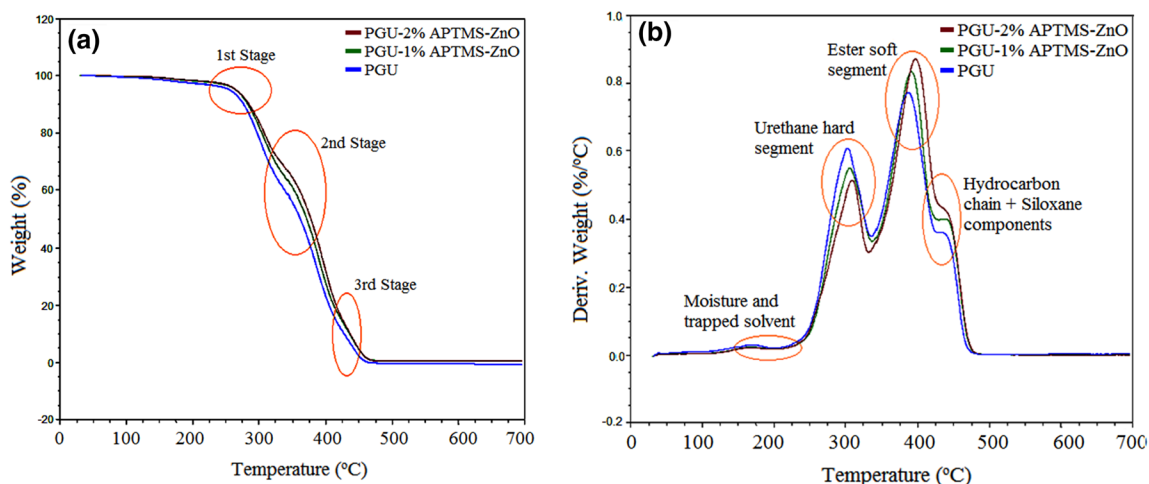 (a)
PGU-2% APTMS-ZnO
PGU-1% APTMS-ZnO
PGU
1st Stage
2nd Stage
3rd Stage
120
100
80
60
40
20
0
-20
0
100
200
300
400
500
600
700
Weight (%)
Temperature (ºC)
(b)
PGU-2% APTMS-ZnO
PGU-1% APTMS-ZnO
PGU
Ester soft
segment
Urethane hard
segment
Hydrocarbon
chain + Siloxane
components
Moisture and
trapped solvent
1.0
0.8
0.6
0.4
0.2
0.0
-0.2
0
100
200
300
400
500
600
700
Deriv. Weight (%/ºC)
Temperature (ºC)